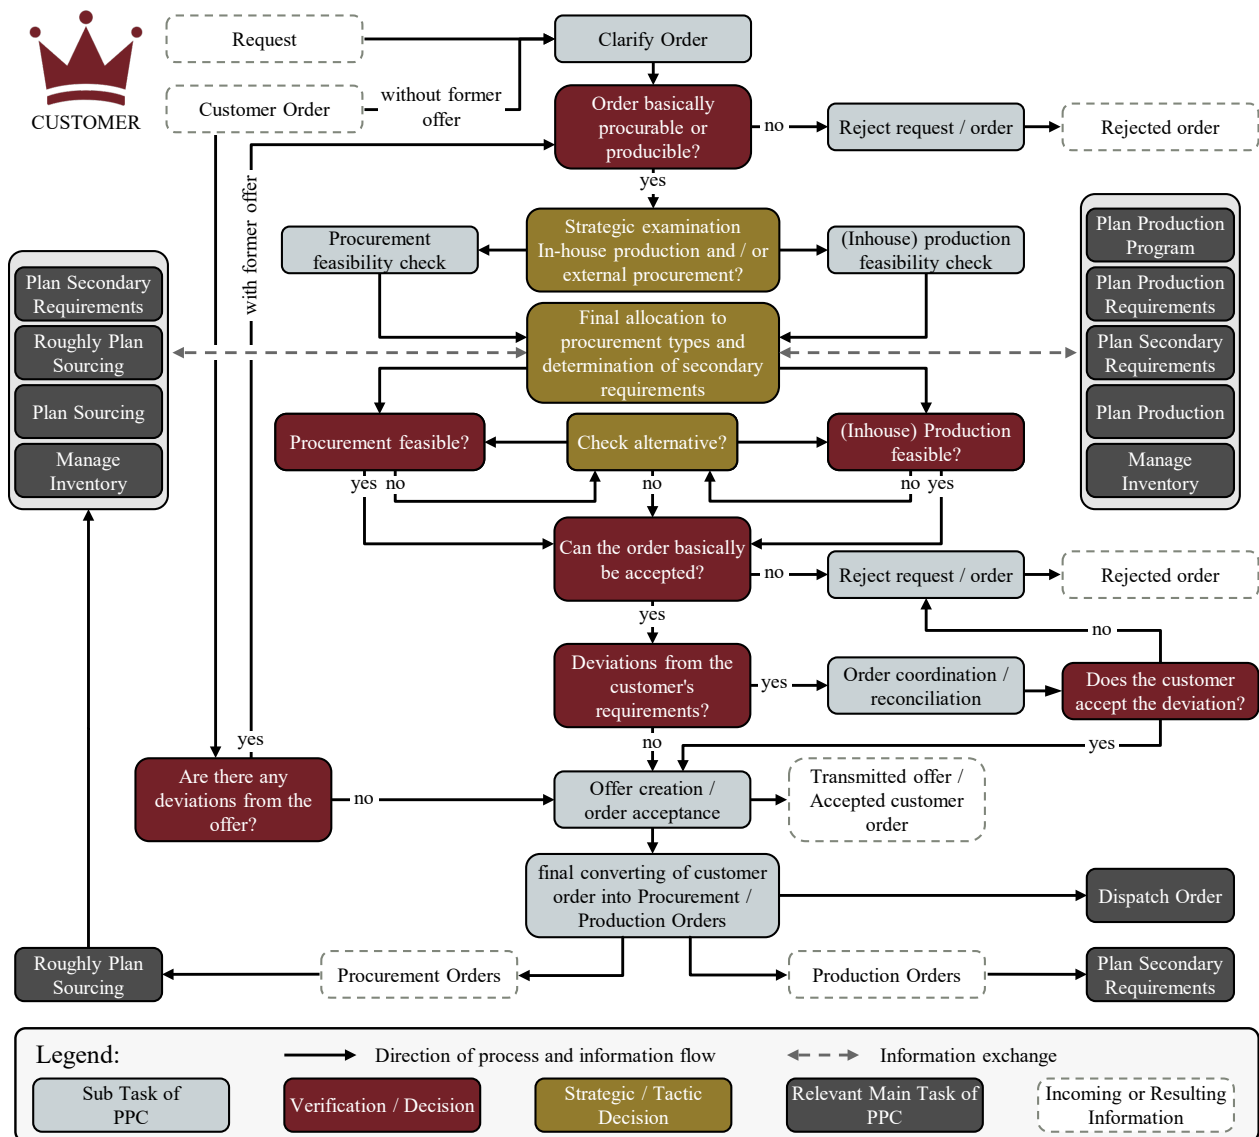 Request
Clarify Order
CUSTOMER
Customer Order
without former
offer
Order basically
procurable or
producible?
no
Reject request / order
Rejected order
yes
with former offer
Procurement
feasibility check
Strategic examination
In-house production and / or
external procurement?
(Inhouse) production
feasibility check
Plan Secondary
Requirements
Roughly Plan
Sourcing
Plan Sourcing
Manage
Inventory
Final allocation to
procurement types and
determination of secondary
requirements
Plan Production
Program
Plan Production
Requirements
Plan Secondary
Requirements
Plan Production
Manage
Inventory
Procurement feasible?
Check alternative?
(Inhouse) Production
feasible?
yes
no
no
no
yes
Can the order basically
be accepted?
no
Reject request / order
Rejected order
yes
no
Deviations from the
customer's
requirements?
yes
Order coordination /
reconciliation
Does the customer
accept the deviation?
yes
no
yes
Are there any
deviations from the
offer?
no
Offer creation /
order acceptance
Transmitted offer /
Accepted customer
order
final converting of customer
order into Procurement /
Production Orders
Dispatch Order
Roughly Plan
Sourcing
Procurement Orders
Production Orders
Plan Secondary
Requirements
Legend:
Direction of process and information flow
Information exchange
Sub Task of
PPC
Verification / Decision
Strategic / Tactic
Decision
Relevant Main Task of
PPC
Incoming or Resulting
Information